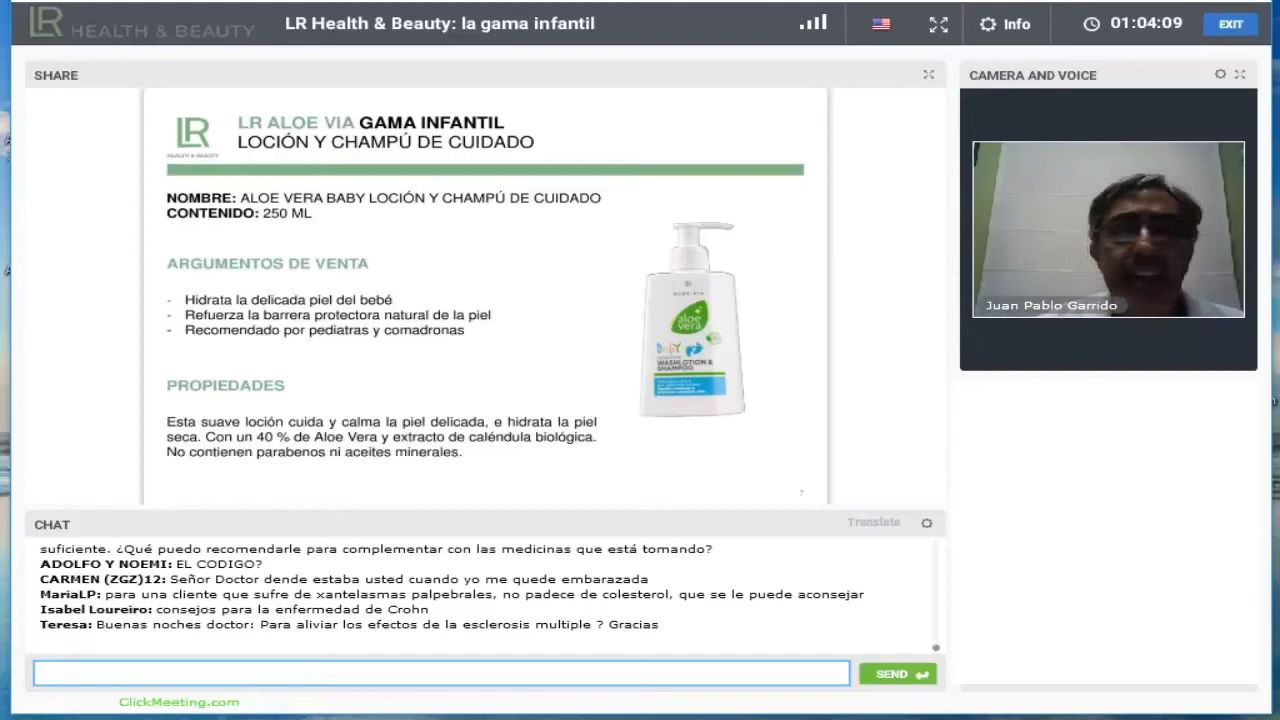 LR HEALTH & BEAUTY
LR Health & Beauty: la gama infantil
Info
01:04:09
EXIT
SHARE
LR
HEALTH & BEAUTY
LR ALOE VIA GAMA INFANTIL
LOCIÓN Y CHAMPÚ DE CUIDADO
NOMBRE: ALOE VERA BABY LOCIÓN Y CHAMPÚ DE CUIDADO
CONTENIDO: 250 ML
ARGUMENTOS DE VENTA
- Hidrata la delicada piel del bebé
- Refuerza la barrera protectora natural de la piel
- Recomendado por pediatras y comadronas
PROPIEDADES
Esta suave loción cuida y calma la piel delicada, e hidrata la piel
seca. Con un 40 % de Aloe Vera y extracto de caléndula biológica.
No contienen parabenos ni aceites minerales.
ALOE VIA
aloe
vera
baby
WASHLOTION &
SHAMPOO
7
CAMERA AND VOICE
Juan Pablo Garrido
CHAT
Translate
suficiente. ¿Qué puedo recomendarle para complementar con las medicinas que está tomando?
ADOLFO Y NOEMI: EL CODIGO?
CARMEN (ZGZ)12: Señor Doctor dende estaba usted cuando yo me quede embarazada
MariaLP: para una cliente que sufre de xantelasmas palpebrales, no padece de colesterol, que se le puede aconsejar
Isabel Loureiro: consejos para la enfermedad de Crohn
Teresa: Buenas noches doctor: Para aliviar los efectos de la esclerosis multiple ? Gracias
SEND
ClickMeeting.com